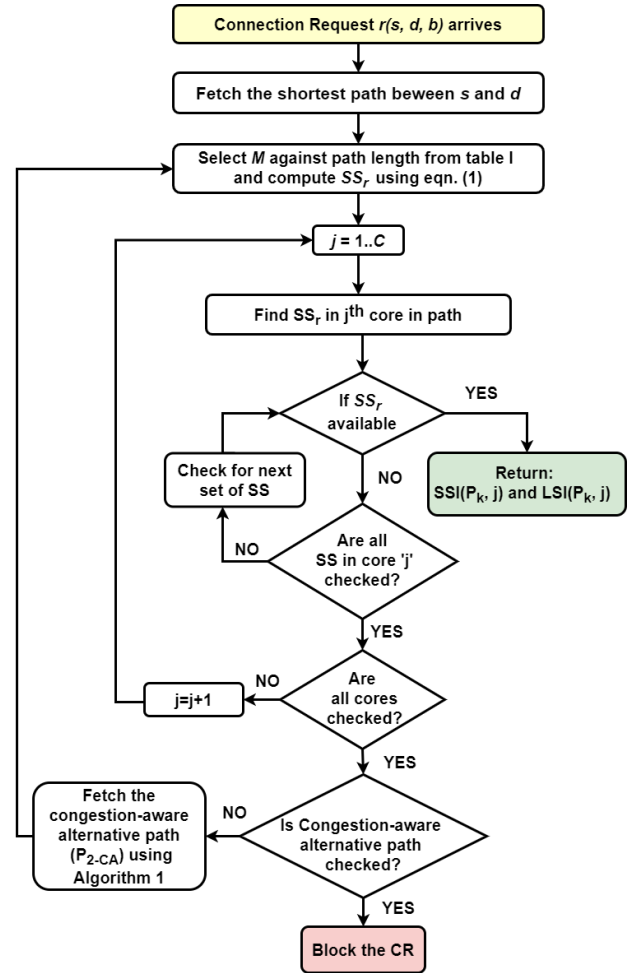 Connection Request r(s, d, b) arrives
Fetch the shortest path beween s and d
Select M against path length from table I
and compute SSr using eqn. (1)
j = 1..C
Find SSr in jth core in path
If SSr
available
YES
Return:
SSI(Pk, j) and LSI(Pk, j)
Check for next
set of SS
NO
Are all
SS in core 'j'
checked?
NO
YES
Are
all cores
checked?
NO
j=j+1
YES
Is Congestion-aware
alternative path
checked?
NO
Fetch the
congestion-aware
alternative path
(P2-CA) using
Algorithm 1
YES
Block the CR